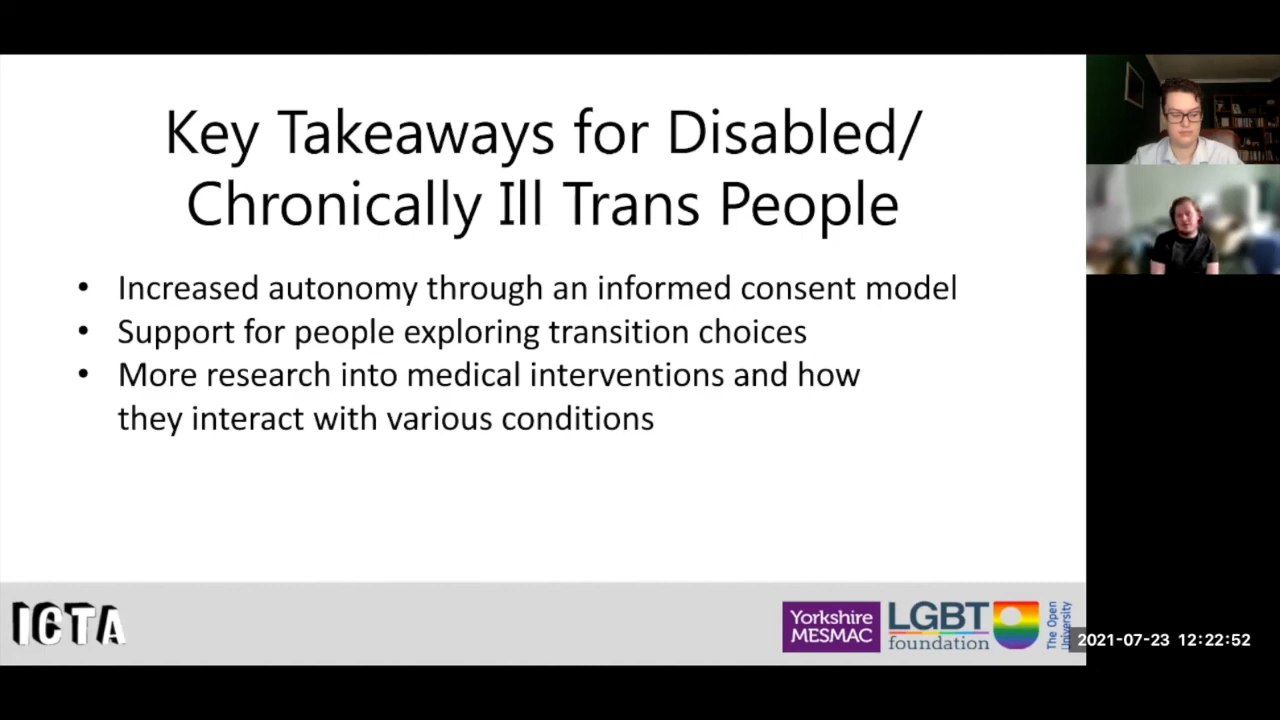 Key Takeaways for Disabled/
Chronically Ill Trans People
• Increased autonomy through an informed consent model
• Support for people exploring transition choices
• More research into medical interventions and how
they interact with various conditions
ICTA
Yorkshire
MESMAC
LGBT
foundation
The Open
University
2021-07-23 12:22:52